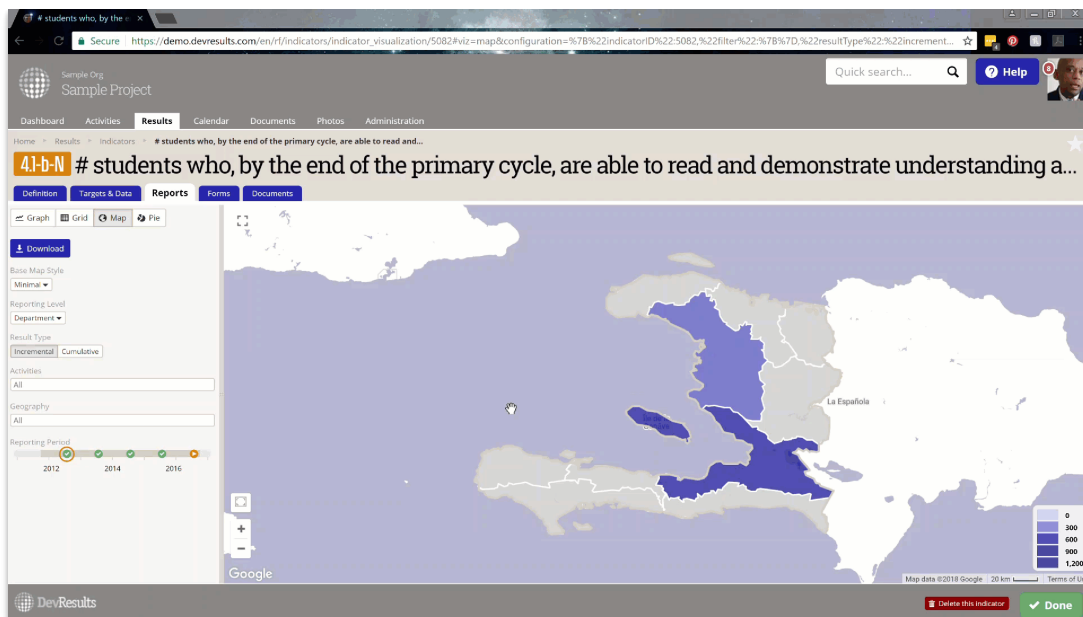 # students who, by the e
Secure https://demo.devresults.com/en/rf/indicators/indicator_visualization/5082#viz=map&configuration=%7B%22indicatorID%22:5082,%22filter%22:%7B%7D,%22resultType%22:%22increment...
Sample Org
Sample Project
Quick search...
? Help
8
Dashboard Activities Results Calendar Documents Photos Administration
Home Results Indicators # students who, by the end of the primary cycle, are able to read and...
4.1-b-N # students who, by the end of the primary cycle, are able to read and demonstrate understanding a...
Definition Targets & Data Reports Forms Documents
Graph Grid Map Pie
Download
Base Map Style
Minimal
Reporting Level
Department
Result Type
Incremental Cumulative
Activities
All
Geography
All
Reporting Period
2012 2014 2016
La Española
+
−
0
300
600
900
1,200
Google
Map data ©2018 Google 20 km Terms of U
DevResults
Delete this indicator
Done